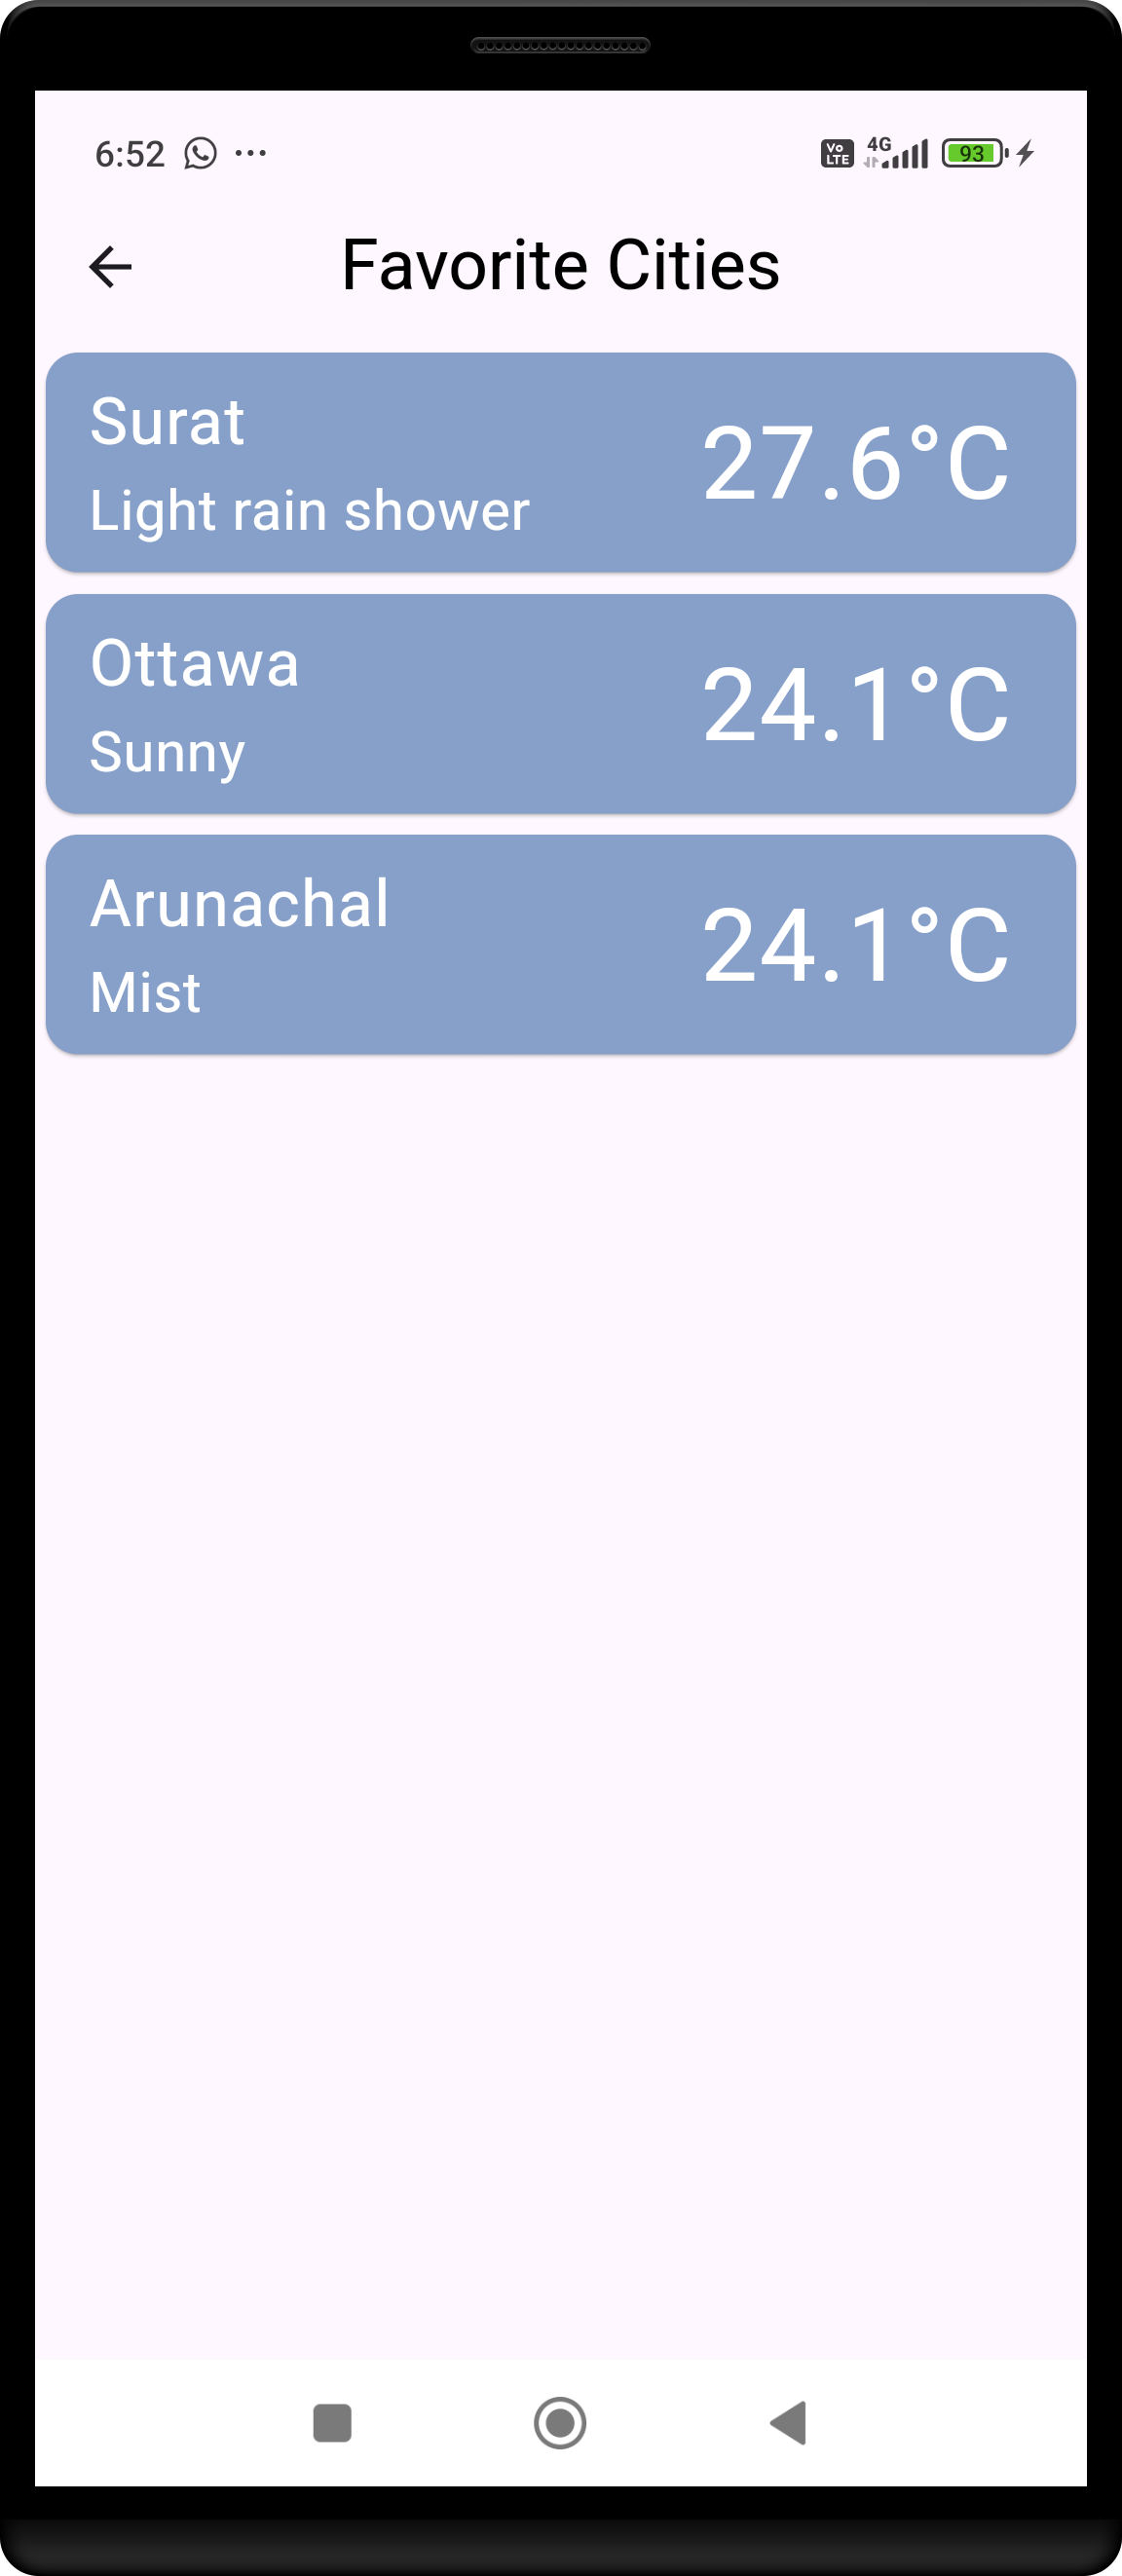 6:52
Vo LTE 4G 93
Favorite Cities
Surat
Light rain shower
27.6°C
Ottawa
Sunny
24.1°C
Arunachal
Mist
24.1°C